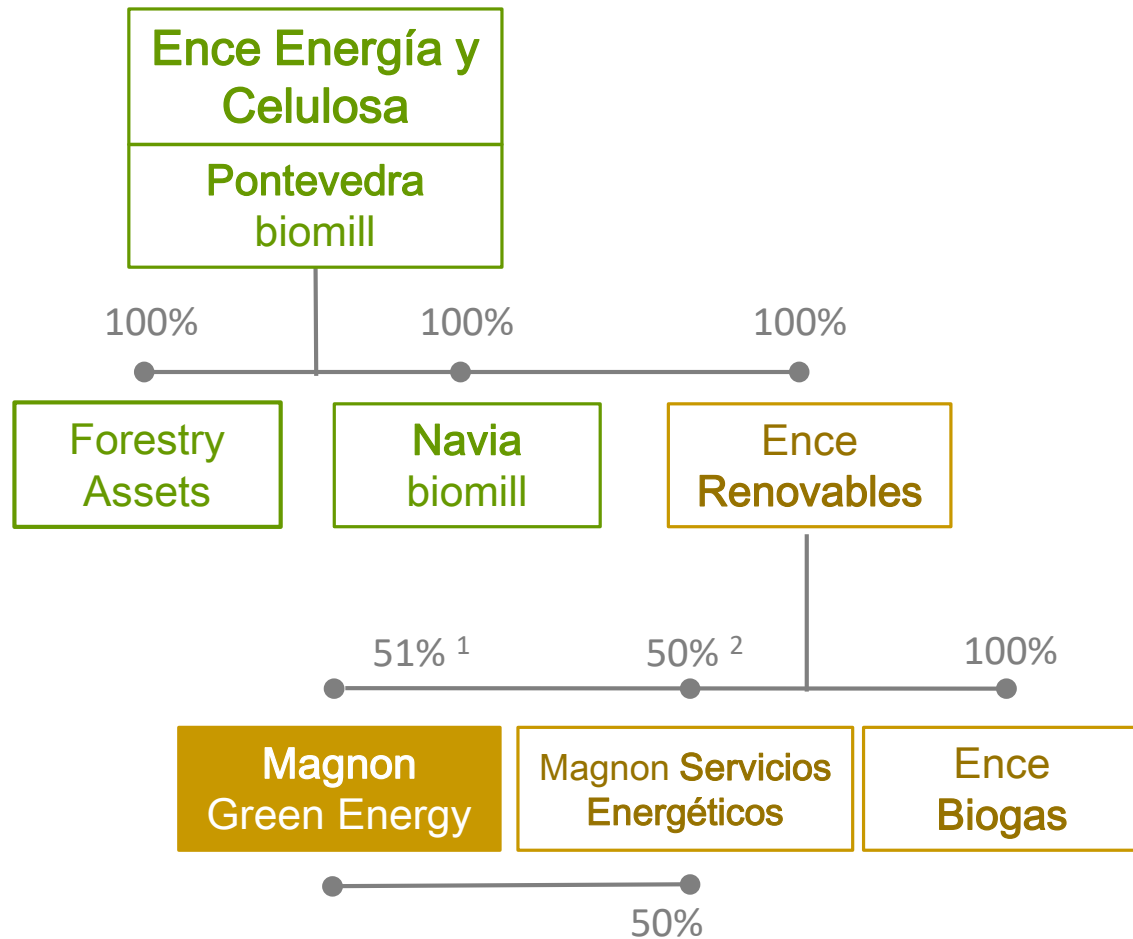 Ence Energía y
Celulosa
Pontevedra
biomill
100%
100%
100%
Forestry
Assets
Navia
biomill
Ence
Renovables
51% 1
50% 2
100%
Magnon
Green Energy
Magnon Servicios
Energéticos
Ence
Biogas
50%